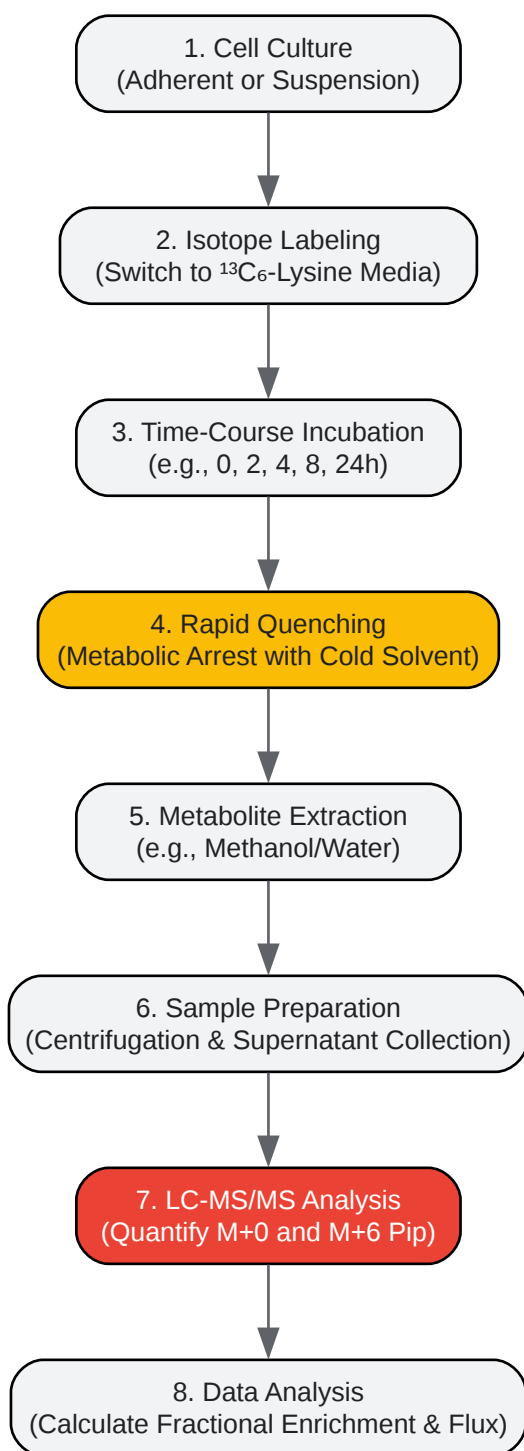 1. Cell Culture
(Adherent or Suspension)
2. Isotope Labeling
(Switch to ¹³C₆-Lysine Media)
3. Time-Course Incubation
(e.g., 0, 2, 4, 8, 24h)
4. Rapid Quenching
(Metabolic Arrest with Cold Solvent)
5. Metabolite Extraction
(e.g., Methanol/Water)
6. Sample Preparation
(Centrifugation & Supernatant Collection)
7. LC-MS/MS Analysis
(Quantify M+0 and M+6 Pip)
8. Data Analysis
(Calculate Fractional Enrichment & Flux)